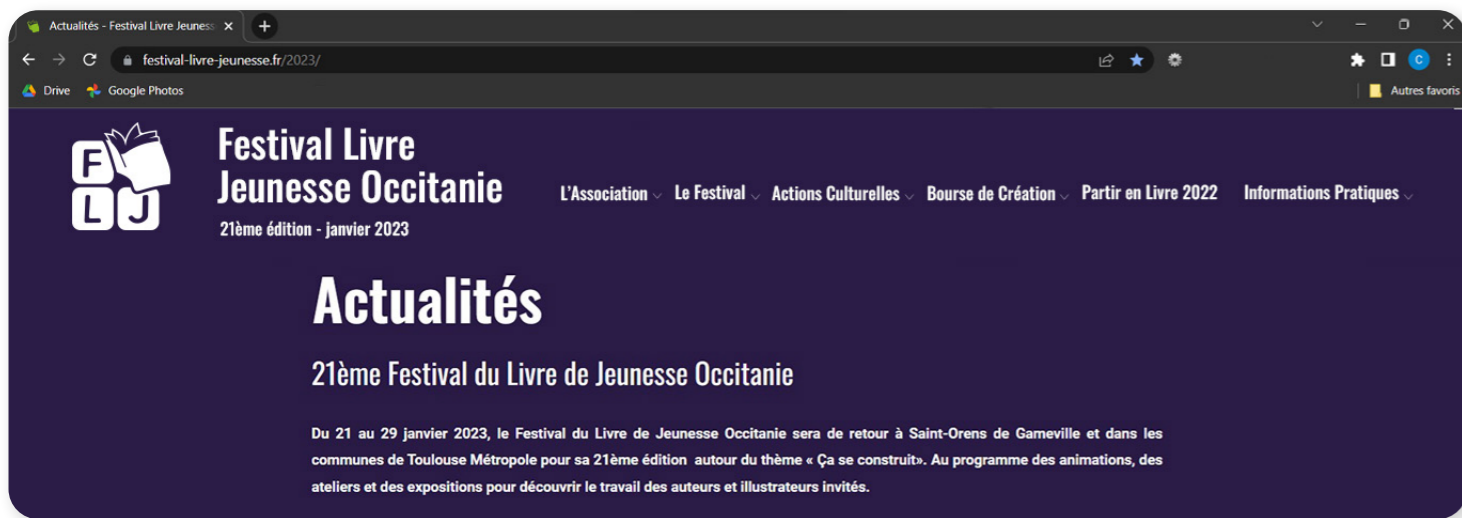 Actualités - Festival Livre Jeuness
festival-livre-jeunesse.fr/2023/
Drive Google Photos Autres favoris
F
L J
Festival Livre
Jeunesse Occitanie
21ème édition - janvier 2023
L'Association Le Festival Actions Culturelles Bourse de Création Partir en Livre 2022 Informations Pratiques
Actualités
21ème Festival du Livre de Jeunesse Occitanie
Du 21 au 29 janvier 2023, le Festival du Livre de Jeunesse Occitanie sera de retour à Saint-Orens de Gameville et dans les
communes de Toulouse Métropole pour sa 21ème édition autour du thème « Ça se construit». Au programme des animations, des
ateliers et des expositions pour découvrir le travail des auteurs et illustrateurs invités.